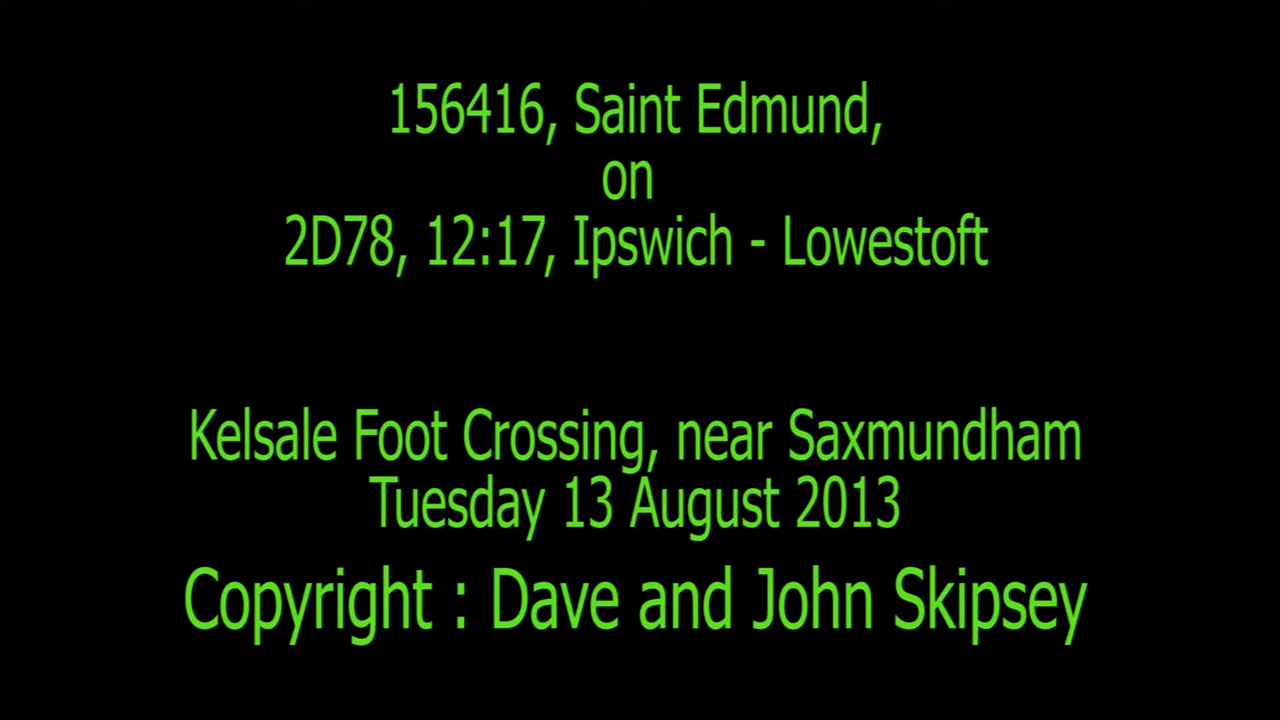 156416, Saint Edmund,
on
2D78, 12:17, Ipswich - Lowestoft
Kelsale Foot Crossing, near Saxmundham
Tuesday 13 August 2013
Copyright : Dave and John Skipsey